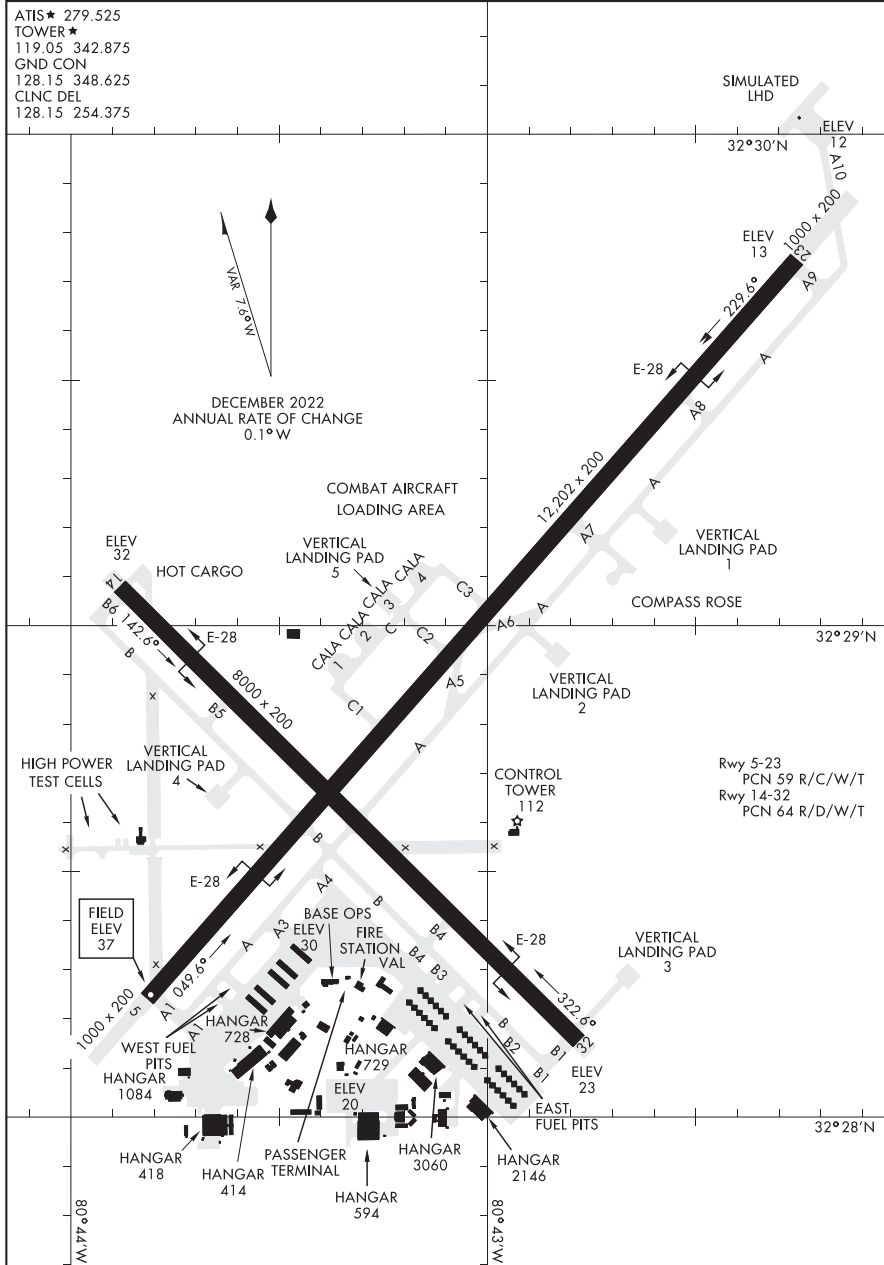 ATIS★ 279.525
TOWER★
119.05 342.875
GND CON
128.15 348.625
CLNC DEL
128.15 254.375
SIMULATED
LHD
ELEV
12
32°30'N
A10
1000 x 200
ELEV
13
23
A9
229.6°
VAR 7.6°W
E-28
A
A8
DECEMBER 2022
ANNUAL RATE OF CHANGE
0.1° W
12,202 x 200
COMBAT AIRCRAFT
LOADING AREA
A
A7
VERTICAL
LANDING PAD
1
ELEV
32
VERTICAL
LANDING PAD
5
14
HOT CARGO
CALA
4
CALA
3
CALA
2
CALA
1
C
C3
C2
C1
COMPASS ROSE
A
A6
B6
142.6°
E-28
32°29'N
B
A5
8000 x 200
B5
VERTICAL
LANDING PAD
2
A
X
HIGH POWER
TEST CELLS
VERTICAL
LANDING PAD
4
CONTROL
TOWER
112
Rwy 5-23
PCN 59 R/C/W/T
Rwy 14-32
PCN 64 R/D/W/T
B
X
X
X
X
E-28
A4
B
FIELD
ELEV
37
BASE OPS
ELEV
30
FIRE
STATION
VAL
A3
A
B4
B4
B3
E-28
VERTICAL
LANDING PAD
3
X
049.6°
A1
5
1000 x 200
A1
322.6°
32
B
B2
B1
B1
WEST FUEL
PITS
HANGAR
728
HANGAR
729
HANGAR
1084
ELEV
20
ELEV
23
EAST
FUEL PITS
32°28'N
HANGAR
418
HANGAR
414
PASSENGER
TERMINAL
HANGAR
594
HANGAR
3060
HANGAR
2146
80°44'W
80°43'W